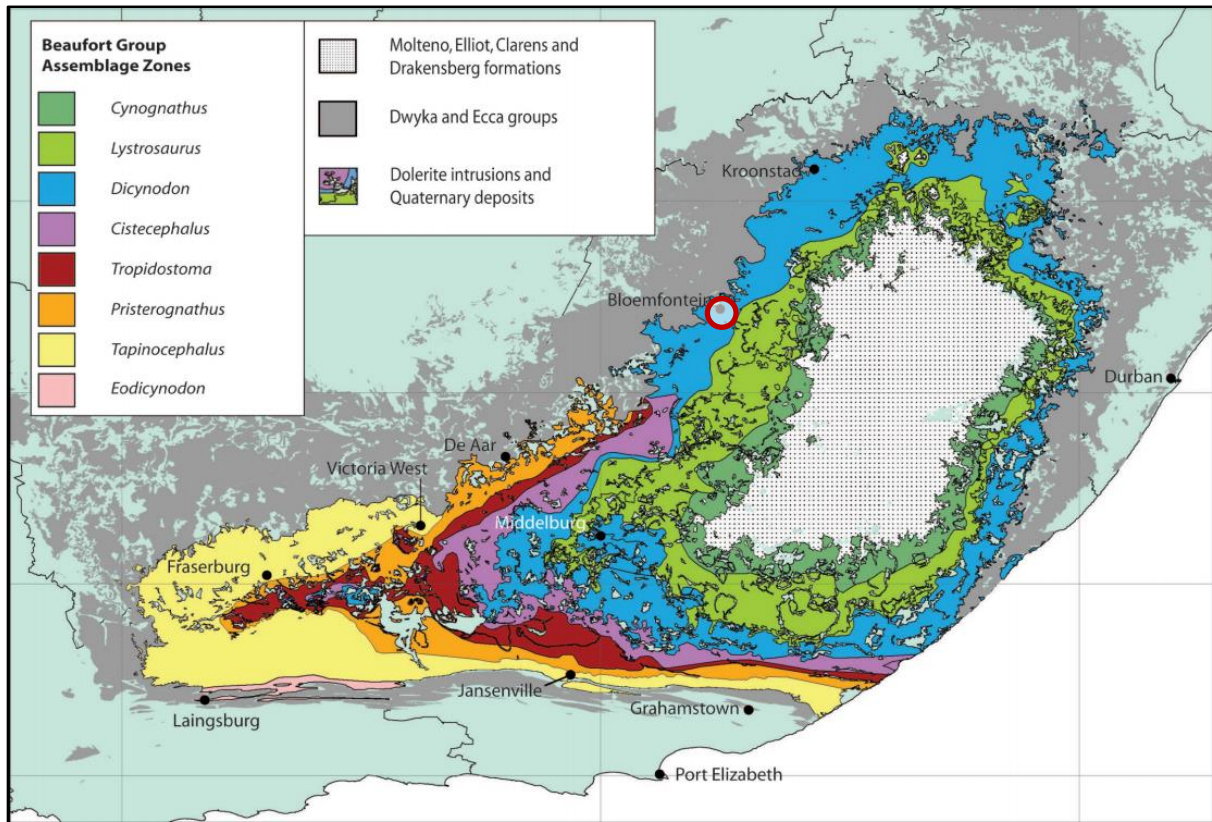 Beaufort Group
Assemblage Zones
Cynognathus
Lystrosaurus
Dicynodon
Cistecephalus
Tropidostoma
Pristerognathus
Tapinocephalus
Eodicynodon
Molteno, Elliot, Clarens and
Drakensberg formations
Dwyka and Ecca groups
Dolerite intrusions and
Quaternary deposits
Kroonstad
Bloemfontein
Durban
De Aar
Victoria West
Middelburg
Fraserburg
Jansenville
Grahamstown
Laingsburg
Port Elizabeth